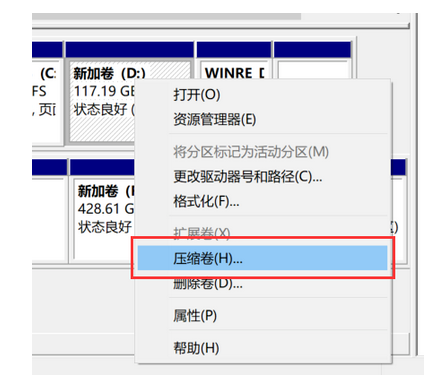 (C:
新加卷 (D:)
WINRE D
FS
117.19 GB
, 页面
状态良好 (
打开(O)
资源管理器(E)
将分区标记为活动分区(M)
更改驱动器号和路径(C)...
格式化(F)...
扩展卷(X)
压缩卷(H)...
删除卷(D)...
属性(P)
帮助(H)
新加卷 (
428.61 G
状态良好
)